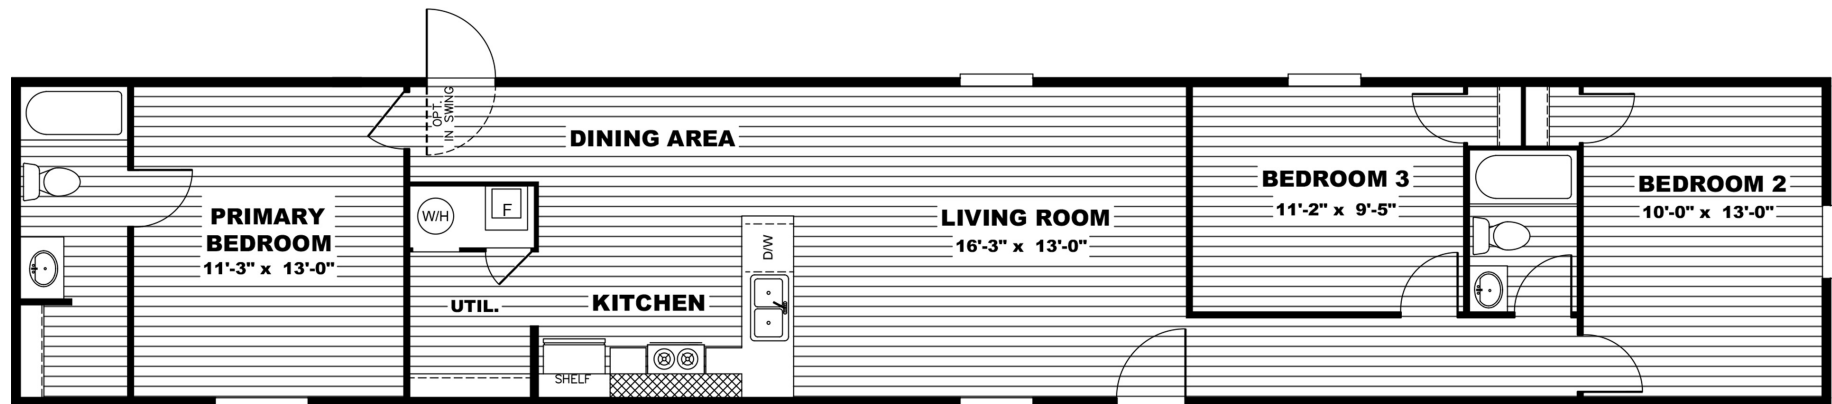 OPT.
IN SWING
DINING AREA
PRIMARY
BEDROOM
11'-3" x 13'-0"
W/H
F
UTIL.
KITCHEN
SHELF
D/W
LIVING ROOM
16'-3" x 13'-0"
BEDROOM 3
11'-2" x 9'-5"
BEDROOM 2
10'-0" x 13'-0"